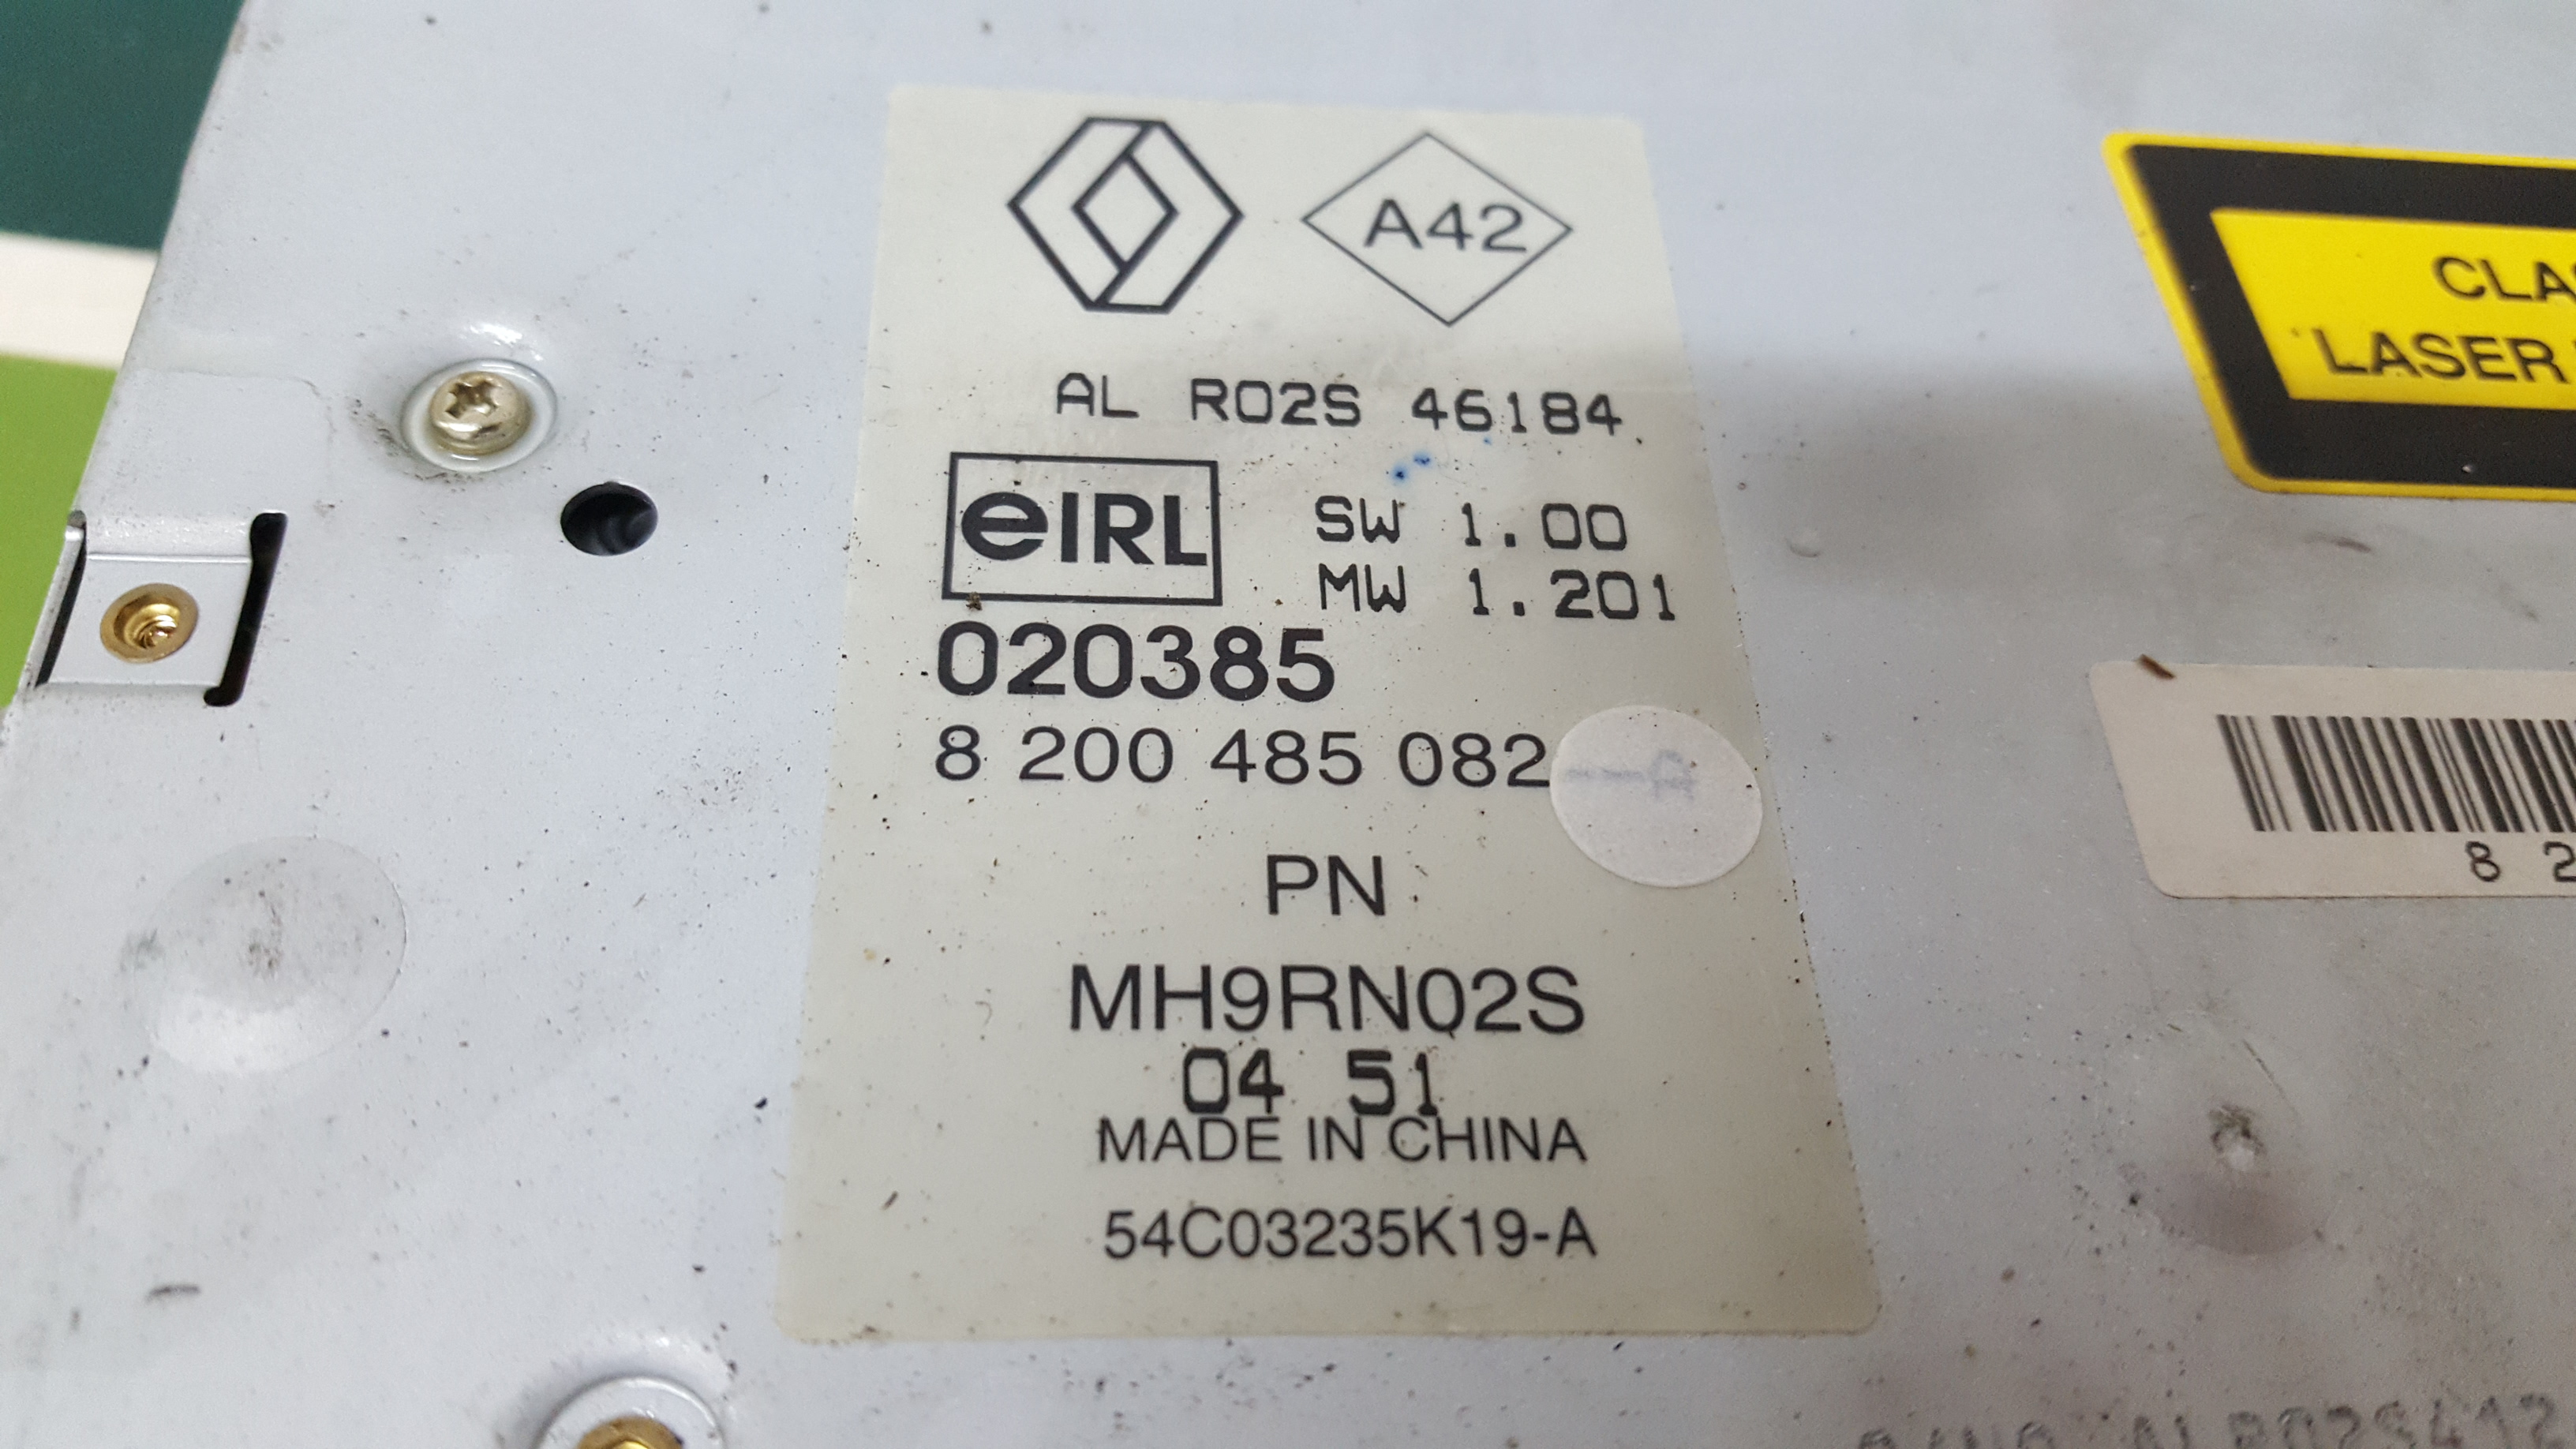 A42
AL R02S 46184
eIRL
SW 1.00
MW 1.201
020385
8 200 485 082
PN
MH9RN02S
04 51
MADE IN CHINA
54C03235K19-A
LASER
8 2